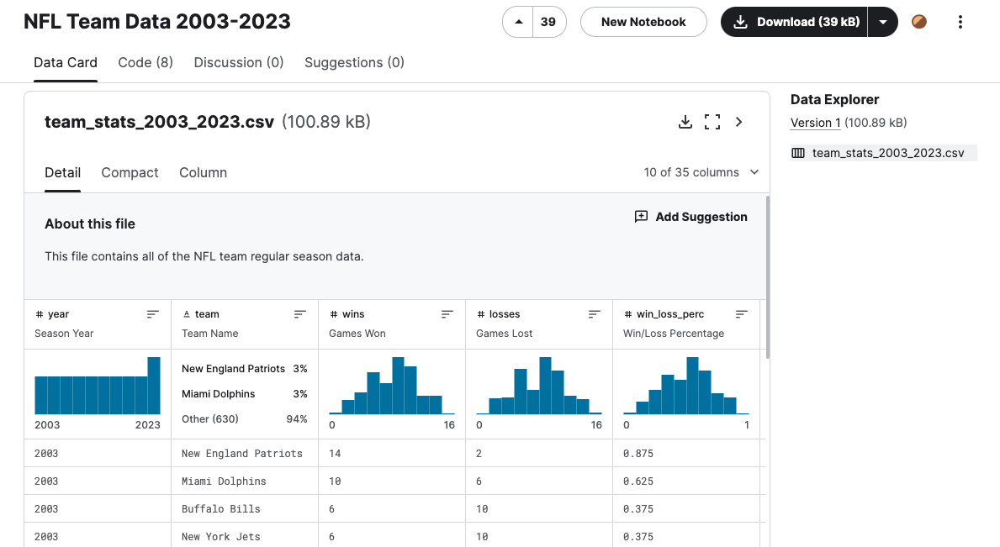 NFL Team Data 2003-2023
39
New Notebook
Download (39 kB)
Data Card
Code (8)
Discussion (0)
Suggestions (0)
team_stats_2003_2023.csv (100.89 kB)
Detail
Compact
Column
10 of 35 columns
About this file
Add Suggestion
This file contains all of the NFL team regular season data.
# year
Season Year
A team
Team Name
# wins
Games Won
# losses
Games Lost
# win_loss_perc
Win/Loss Percentage
2003 2023
New England Patriots 3%
Miami Dolphins 3%
Other (630) 94%
0 16
0 16
0 1
2003 New England Patriots 14 2 0.875
2003 Miami Dolphins 10 6 0.625
2003 Buffalo Bills 6 10 0.375
2003 New York Jets 6 10 0.375
Data Explorer
Version 1 (100.89 kB)
team_stats_2003_2023.csv